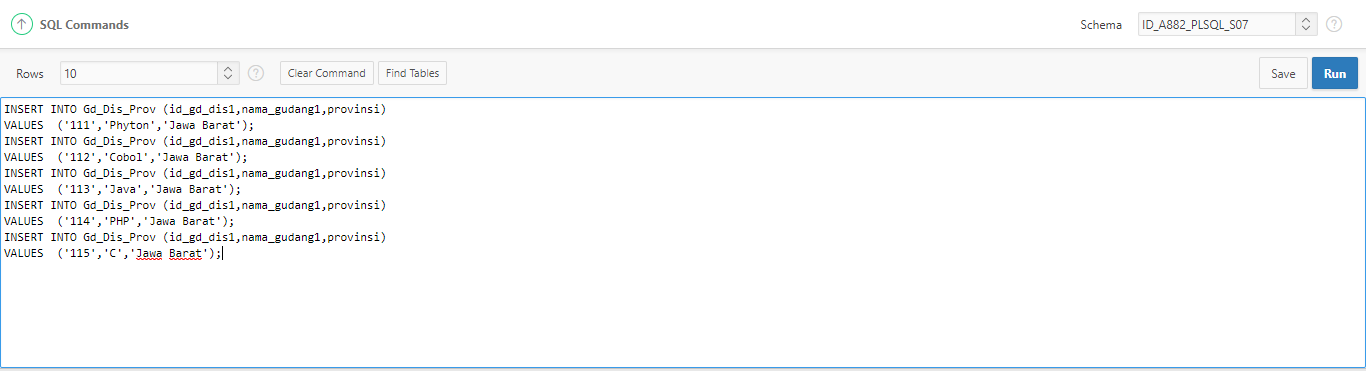 SQL Commands
Schema ID_A882_PLSQL_S07
Rows 10 Clear Command Find Tables Save Run
INSERT INTO Gd_Dis_Prov (id_gd_dis1,nama_gudang1,provinsi)
VALUES  ('111','Phyton','Jawa Barat');
INSERT INTO Gd_Dis_Prov (id_gd_dis1,nama_gudang1,provinsi)
VALUES  ('112','Cobol','Jawa Barat');
INSERT INTO Gd_Dis_Prov (id_gd_dis1,nama_gudang1,provinsi)
VALUES  ('113','Java','Jawa Barat');
INSERT INTO Gd_Dis_Prov (id_gd_dis1,nama_gudang1,provinsi)
VALUES  ('114','PHP','Jawa Barat');
INSERT INTO Gd_Dis_Prov (id_gd_dis1,nama_gudang1,provinsi)
VALUES  ('115','C','Jawa Barat');